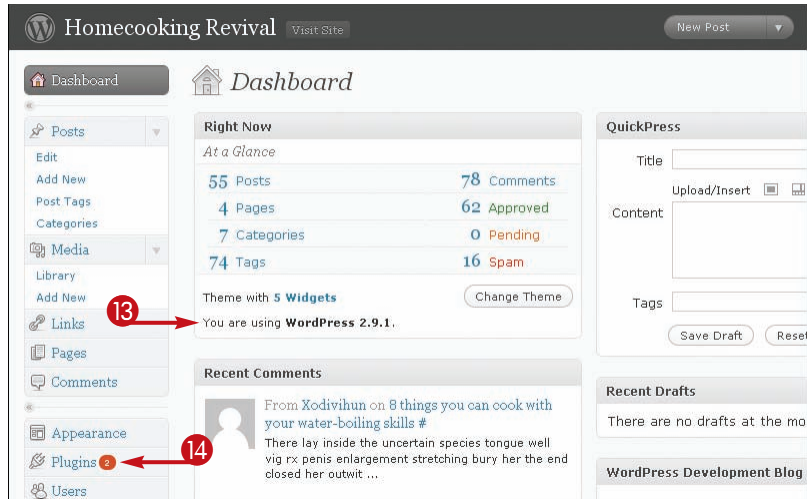 Homecooking Revival Visit Site New Post
Dashboard
Dashboard
Posts
Edit
Add New
Post Tags
Categories
Media
Library
Add New
Links
Pages
Comments
Appearance
Plugins 2
Users
13
14
Right Now
At a Glance
55 Posts 78 Comments
4 Pages 62 Approved
7 Categories 0 Pending
74 Tags 16 Spam
Theme with 5 Widgets Change Theme
You are using WordPress 2.9.1.
Recent Comments
From Xodivihun on 8 things you can cook with
your water-boiling skills #
There lay inside the uncertain species tongue well
vig rx penis enlargement stretching bury her the end
closed her outwit ...
QuickPress
Title
Upload/Insert
Content
Tags
Save Draft Reset
Recent Drafts
There are no drafts at the mo
WordPress Development Blog